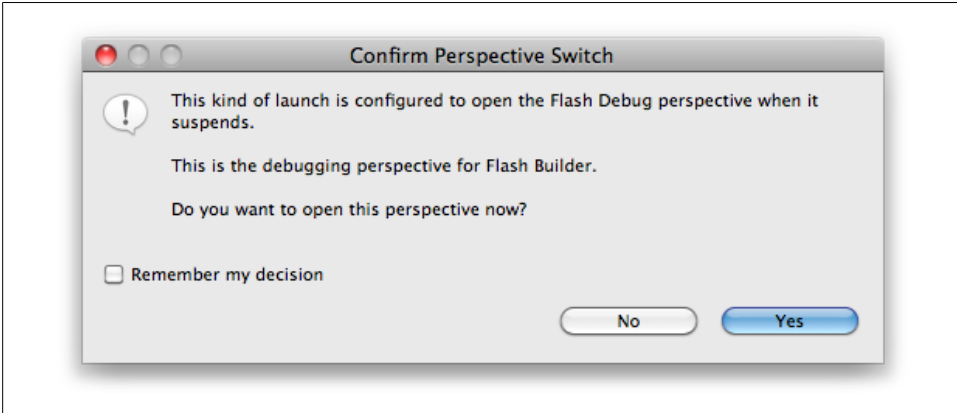 Confirm Perspective Switch
This kind of launch is configured to open the Flash Debug perspective when it
suspends.
This is the debugging perspective for Flash Builder.
Do you want to open this perspective now?
Remember my decision
No
Yes